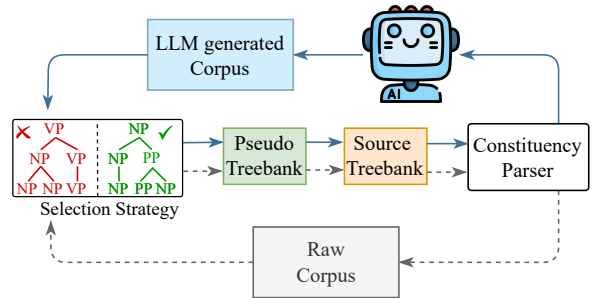 LLM generated
Corpus
AI
VP
NP VP
NP NP VP
NP
NP PP
NP PP NP
Selection Strategy
Pseudo
Treebank
Source
Treebank
Constituency
Parser
Raw
Corpus